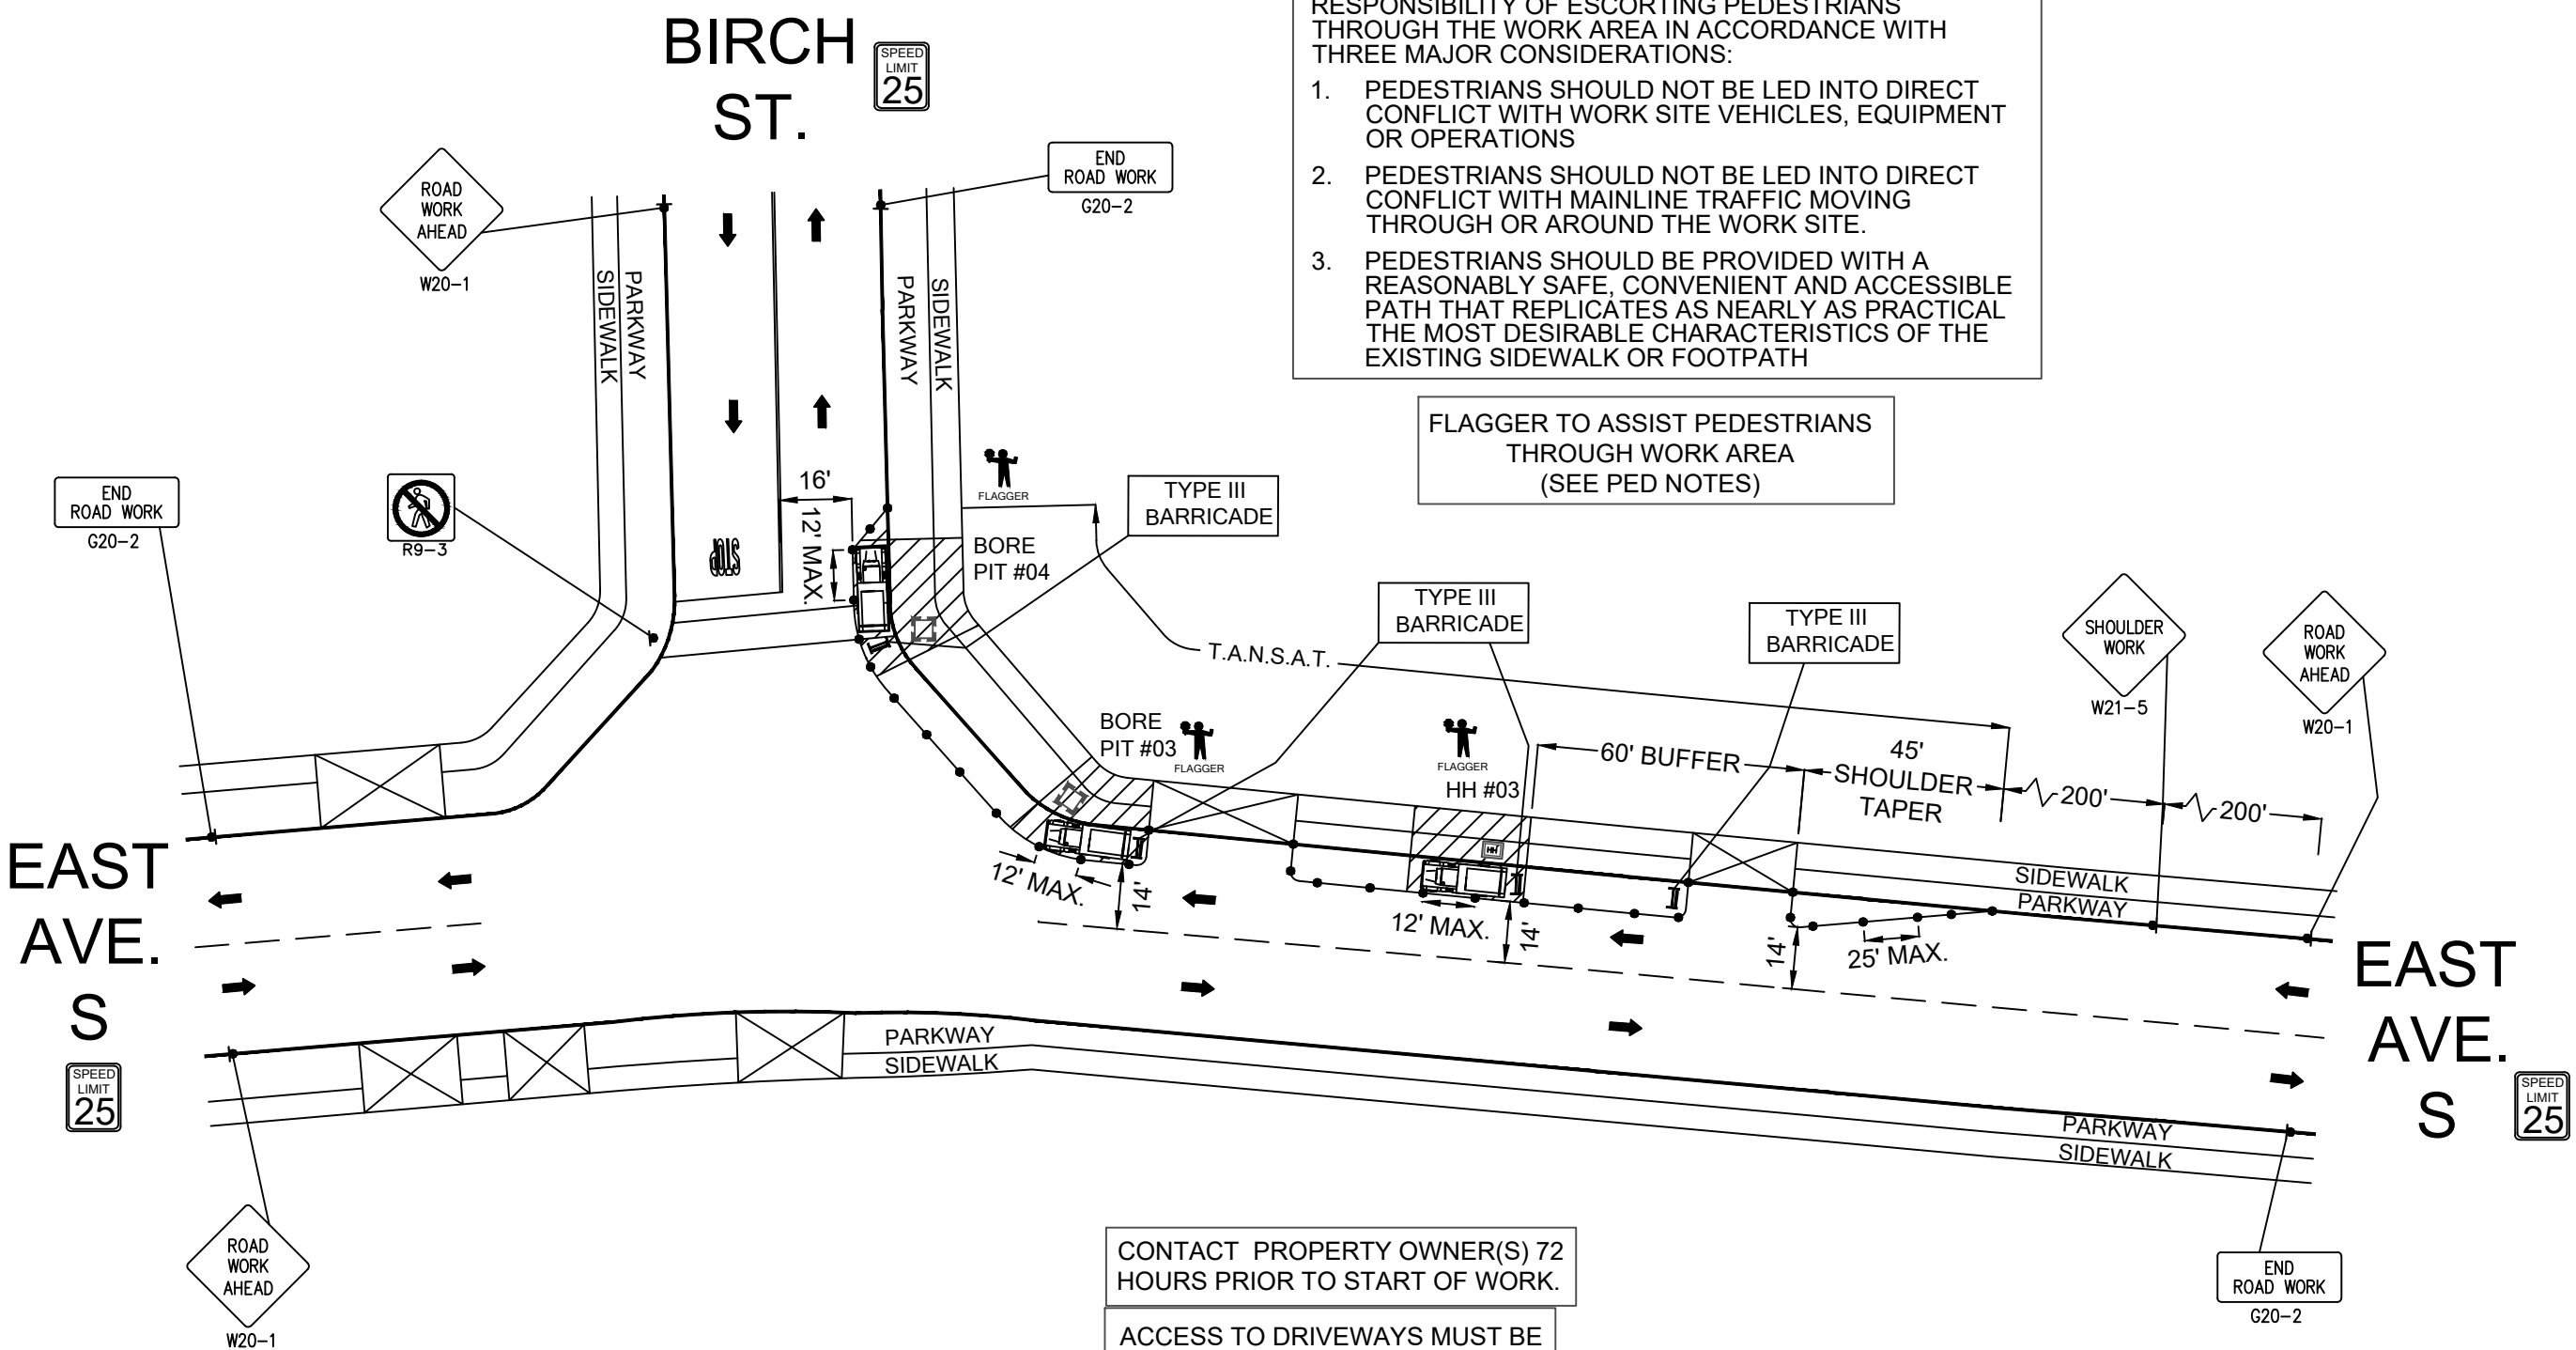 BIRCH
ST.
SPEED
LIMIT
25
RESPONSIBILITY OF ESCORTING PEDESTRIANS
THROUGH THE WORK AREA IN ACCORDANCE WITH
THREE MAJOR CONSIDERATIONS:
1. PEDESTRIANS SHOULD NOT BE LED INTO DIRECT
CONFLICT WITH WORK SITE VEHICLES, EQUIPMENT
OR OPERATIONS
2. PEDESTRIANS SHOULD NOT BE LED INTO DIRECT
CONFLICT WITH MAINLINE TRAFFIC MOVING
THROUGH OR AROUND THE WORK SITE.
3. PEDESTRIANS SHOULD BE PROVIDED WITH A
REASONABLY SAFE, CONVENIENT AND ACCESSIBLE
PATH THAT REPLICATES AS NEARLY AS PRACTICAL
THE MOST DESIRABLE CHARACTERISTICS OF THE
EXISTING SIDEWALK OR FOOTPATH
FLAGGER TO ASSIST PEDESTRIANS
THROUGH WORK AREA
(SEE PED NOTES)
ROAD
WORK
AHEAD
W20-1
END
ROAD WORK
G20-2
SIDEWALK
PARKWAY
PARKWAY
SIDEWALK
END
ROAD WORK
G20-2
R9-3
16'
12' MAX.
STOP
FLAGGER
TYPE III
BARRICADE
BORE
PIT #04
TYPE III
BARRICADE
TYPE III
BARRICADE
T.A.N.S.A.T.
SHOULDER
WORK
W21-5
ROAD
WORK
AHEAD
W20-1
BORE
PIT #03
FLAGGER
FLAGGER
HH #03
HH
60' BUFFER
45'
SHOULDER
TAPER
200'
200'
12' MAX.
14'
12' MAX.
14'
14'
25' MAX.
SIDEWALK
PARKWAY
EAST
AVE.
S
SPEED
LIMIT
25
EAST
AVE.
S
SPEED
LIMIT
25
PARKWAY
SIDEWALK
PARKWAY
SIDEWALK
ROAD
WORK
AHEAD
W20-1
CONTACT PROPERTY OWNER(S) 72
HOURS PRIOR TO START OF WORK.
ACCESS TO DRIVEWAYS MUST BE
END
ROAD WORK
G20-2